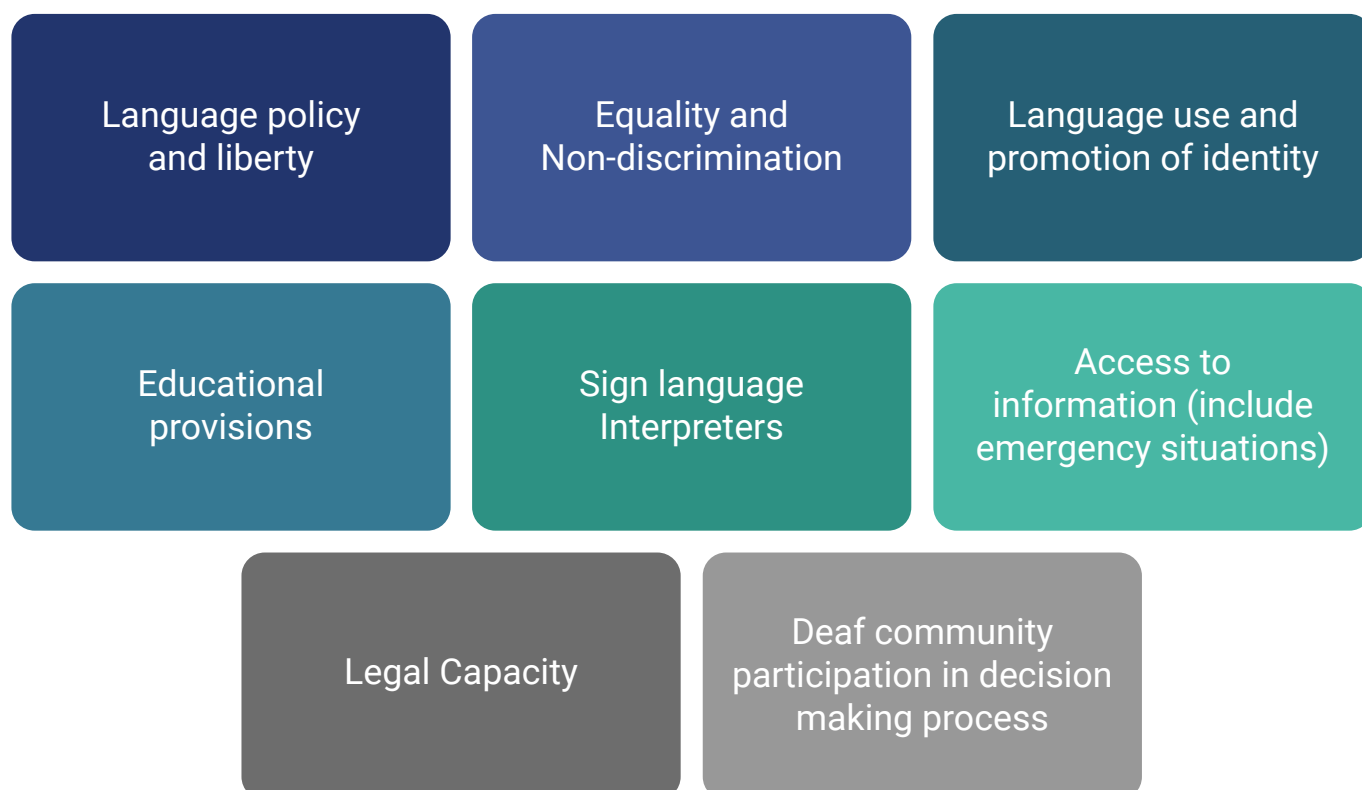 Language policy
and liberty
Equality and
Non-discrimination
Language use and
promotion of identity
Educational
provisions
Sign language
Interpreters
Access to
information (include
emergency situations)
Legal Capacity
Deaf community
participation in decision
making process